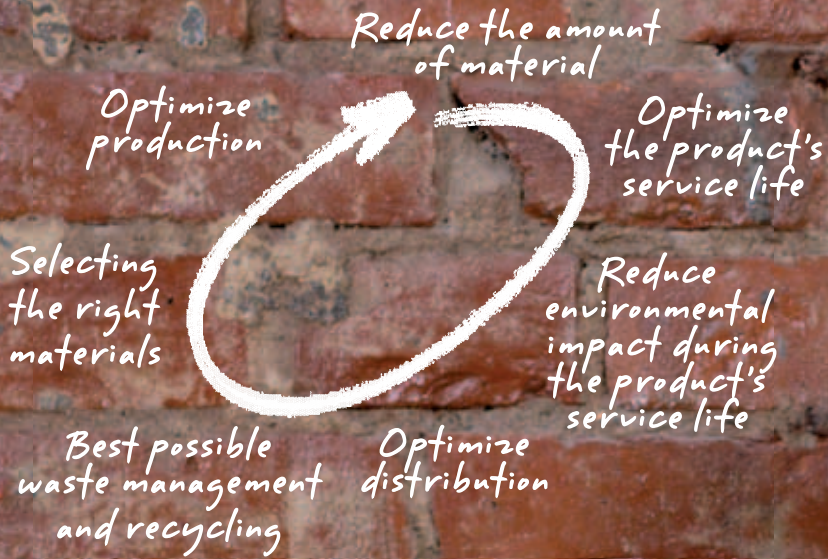 Reduce the amount
of material
Optimize
the product's
service life
Reduce
environmental
impact during
the product's
service life
Optimize
distribution
Best possible
waste management
and recycling
Selecting
the right
materials
Optimize
production